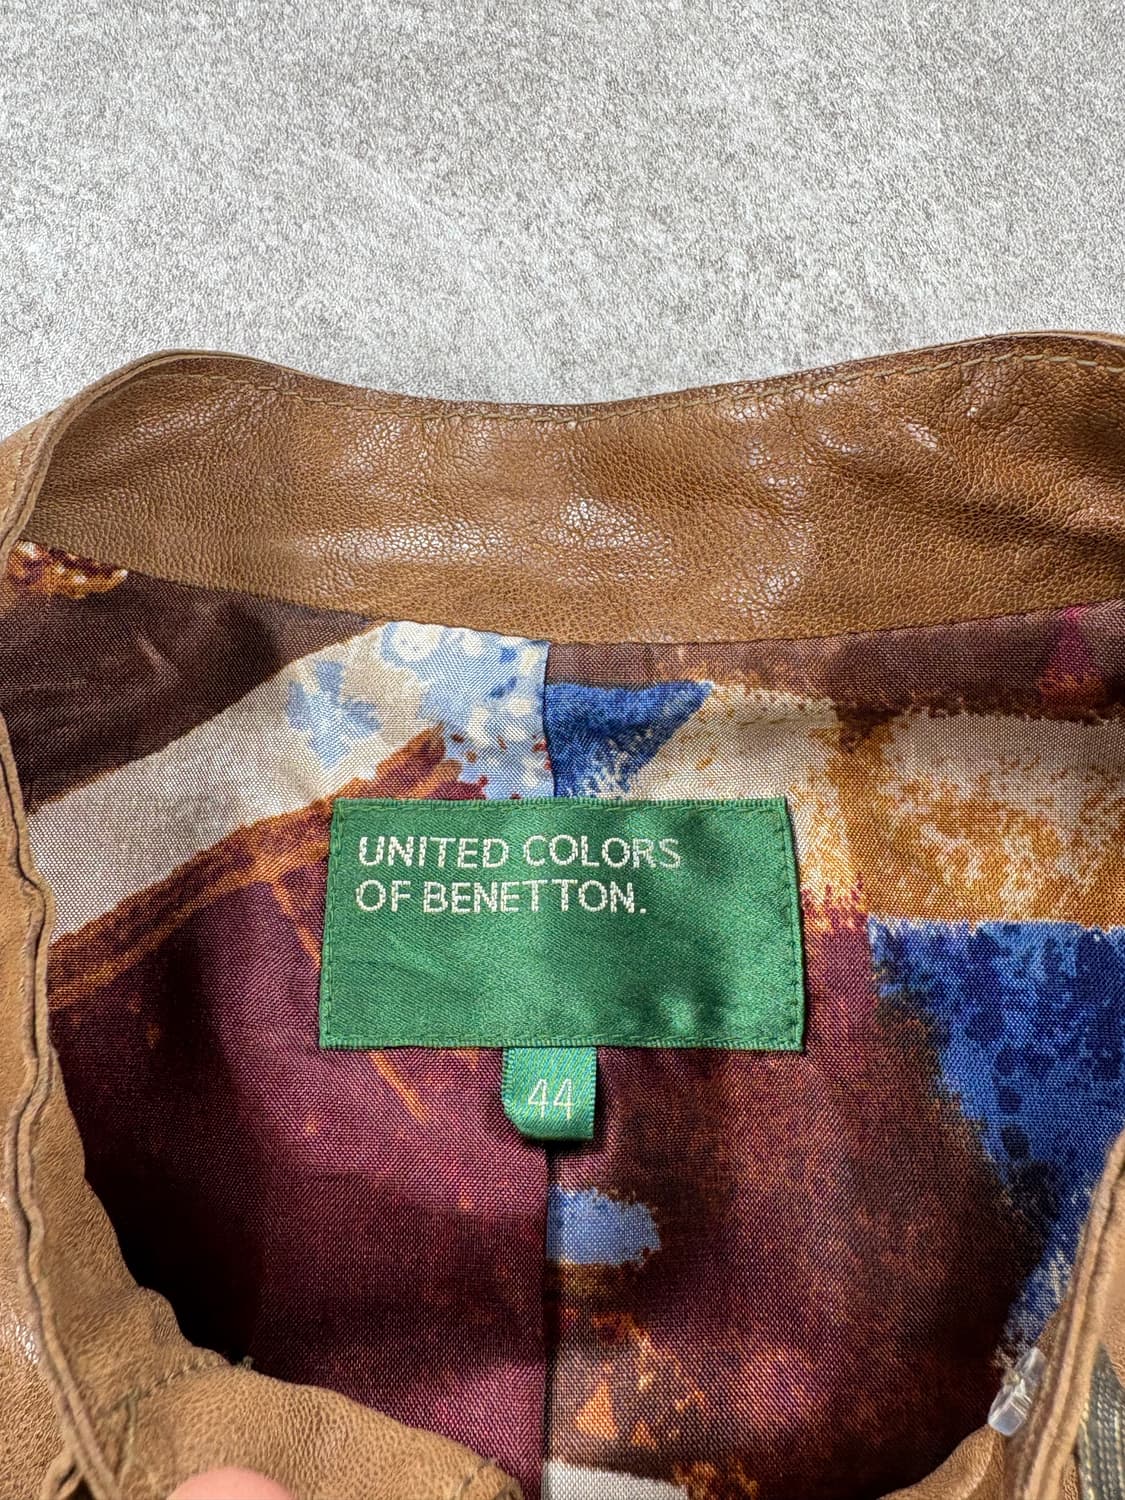 UNITED COLORS
OF BENETTON.
44